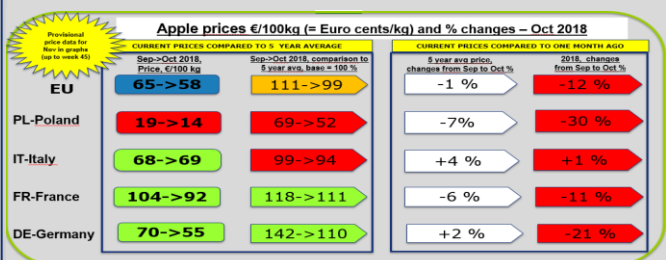 Apple prices €/100kg (= Euro cents/kg) and % changes – Oct 2018
Provisional
price data for
Nov in graphs
(up to week 45)
CURRENT PRICES COMPARED TO 5 YEAR AVERAGE
CURRENT PRICES COMPARED TO ONE MONTH AGO
Sep->Oct 2018,
Price, €/100 kg
Sep->Oct 2018, comparison to
5 year avg, base = 100 %
5 year avg price,
changes from Sep to Oct %
2018, changes
from Sep to Oct %
EU
65->58
111->99
-1 %
-12 %
PL-Poland
19->14
69->52
-7%
-30 %
IT-Italy
68->69
99->94
+4 %
+1 %
FR-France
104->92
118->111
-6 %
-11 %
DE-Germany
70->55
142->110
+2 %
-21 %